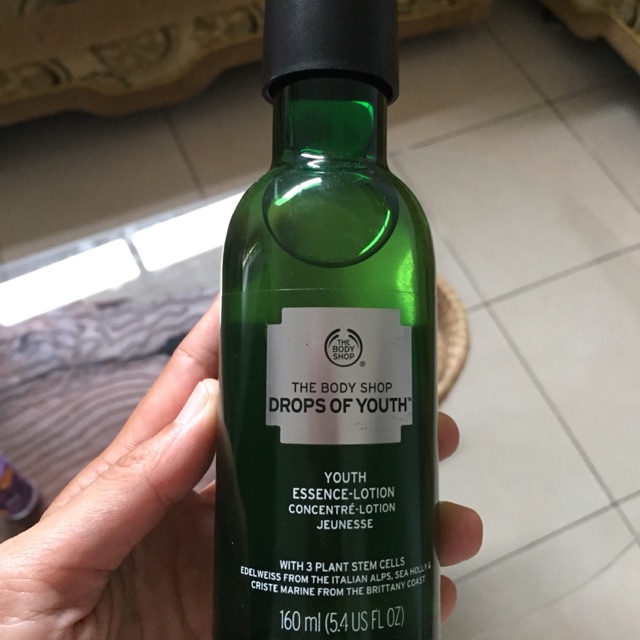 THE
BODY
SHOP
®
THE BODY SHOP
DROPS OF YOUTH™
YOUTH
ESSENCE-LOTION
CONCENTRÉ-LOTION
JEUNESSE
WITH 3 PLANT STEM CELLS
EDELWEISS FROM THE ITALIAN ALPS, SEA HOLLY &
CRISTE MARINE FROM THE BRITTANY COAST
160 ml (5.4 US FL OZ)